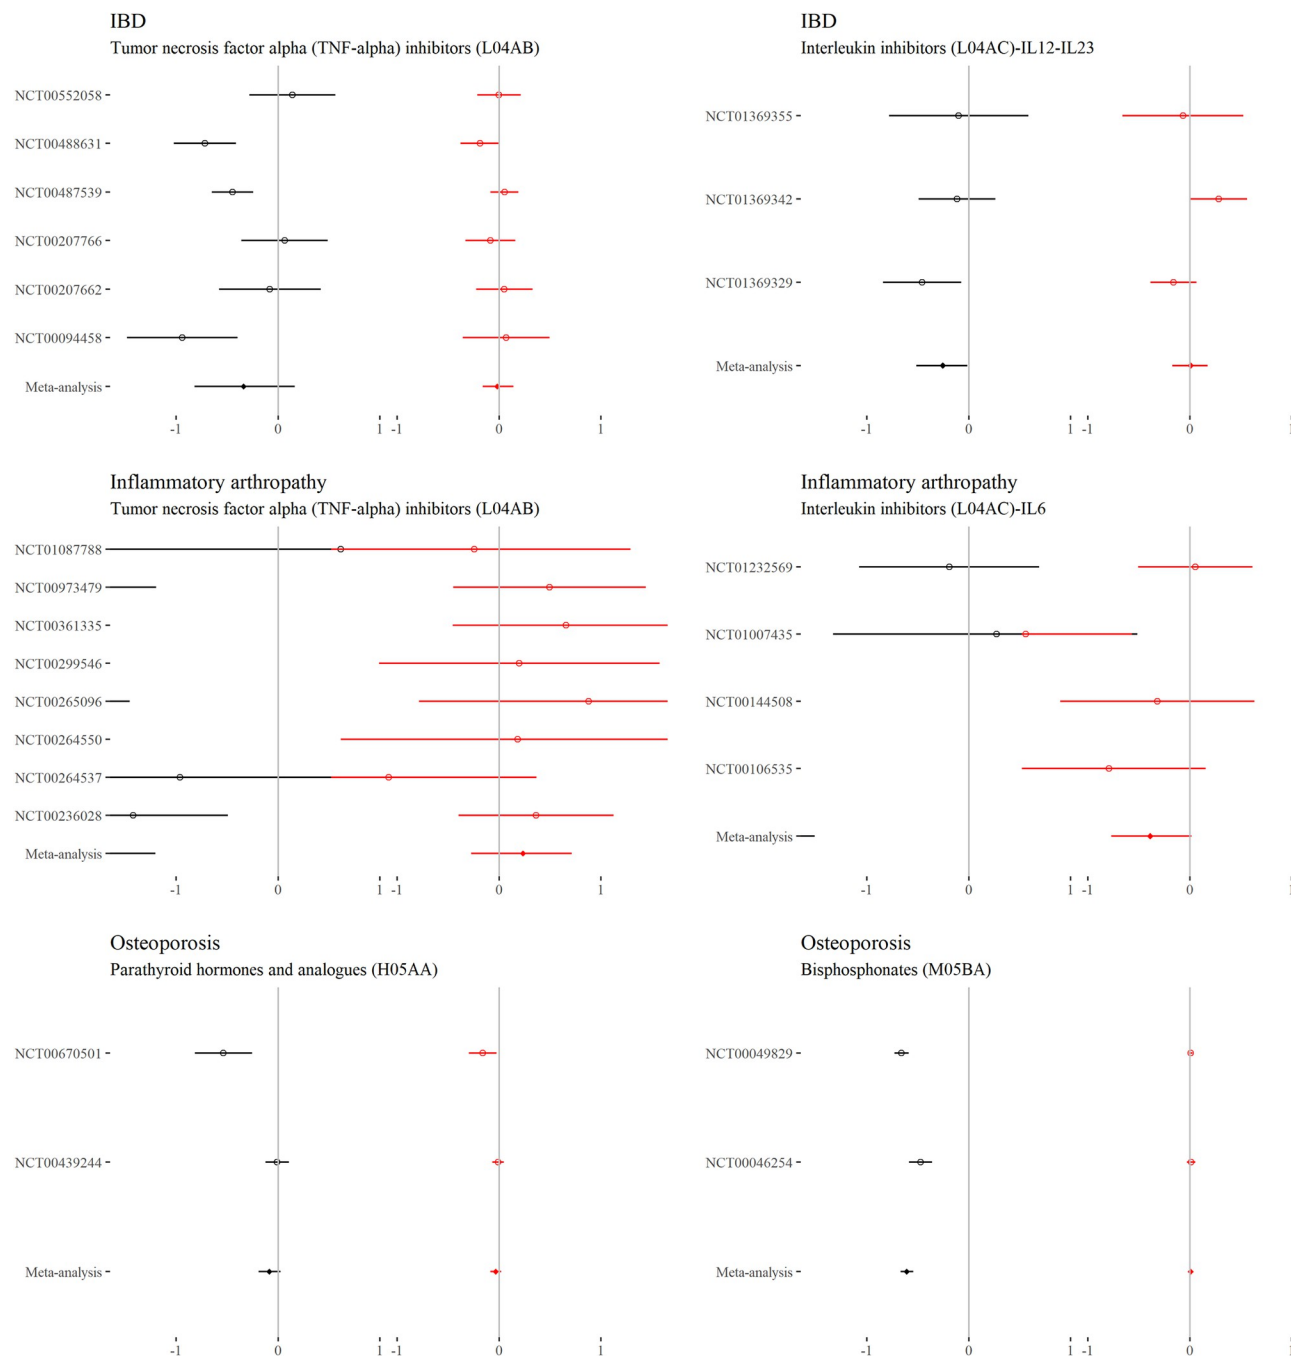 IBD
Tumor necrosis factor alpha (TNF-alpha) inhibitors (L04AB)
NCT00552058
NCT00488631
NCT00487539
NCT00207766
NCT00207662
NCT00094458
Meta-analysis
-1 0 1 -1 0 1
IBD
Interleukin inhibitors (L04AC)-IL12-IL23
NCT01369355
NCT01369342
NCT01369329
Meta-analysis
-1 0 1 -1 0 1
Inflammatory arthropathy
Tumor necrosis factor alpha (TNF-alpha) inhibitors (L04AB)
NCT01087788
NCT00973479
NCT00361335
NCT00299546
NCT00265096
NCT00264550
NCT00264537
NCT00236028
Meta-analysis
-1 0 1 -1 0 1
Inflammatory arthropathy
Interleukin inhibitors (L04AC)-IL6
NCT01232569
NCT01007435
NCT00144508
NCT00106535
Meta-analysis
-1 0 1 -1 0 1
Osteoporosis
Parathyroid hormones and analogues (H05AA)
NCT00670501
NCT00439244
Meta-analysis
-1 0 1 -1 0 1
Osteoporosis
Bisphosphonates (M05BA)
NCT00049829
NCT00046254
Meta-analysis
-1 0 1 -1 0 1